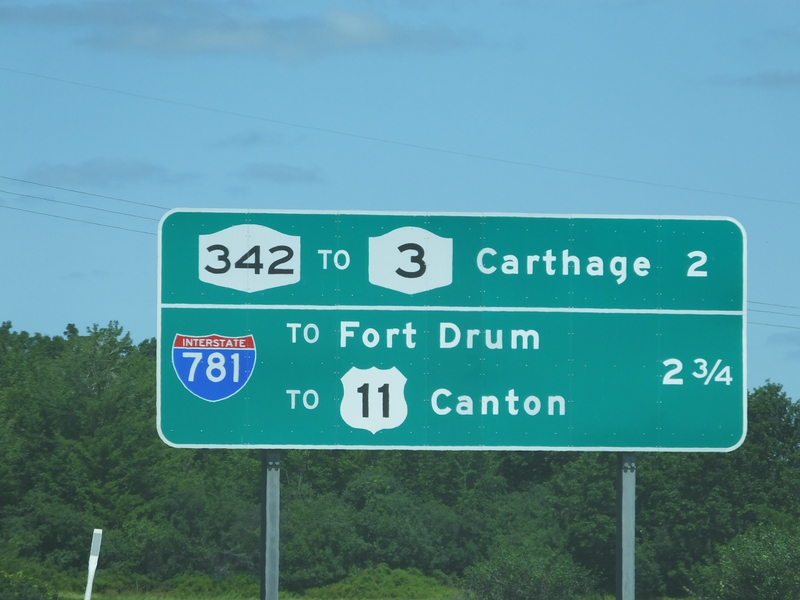 342 TO 3 Carthage 2
INTERSTATE
781
TO Fort Drum
TO 11 Canton
2 3/4